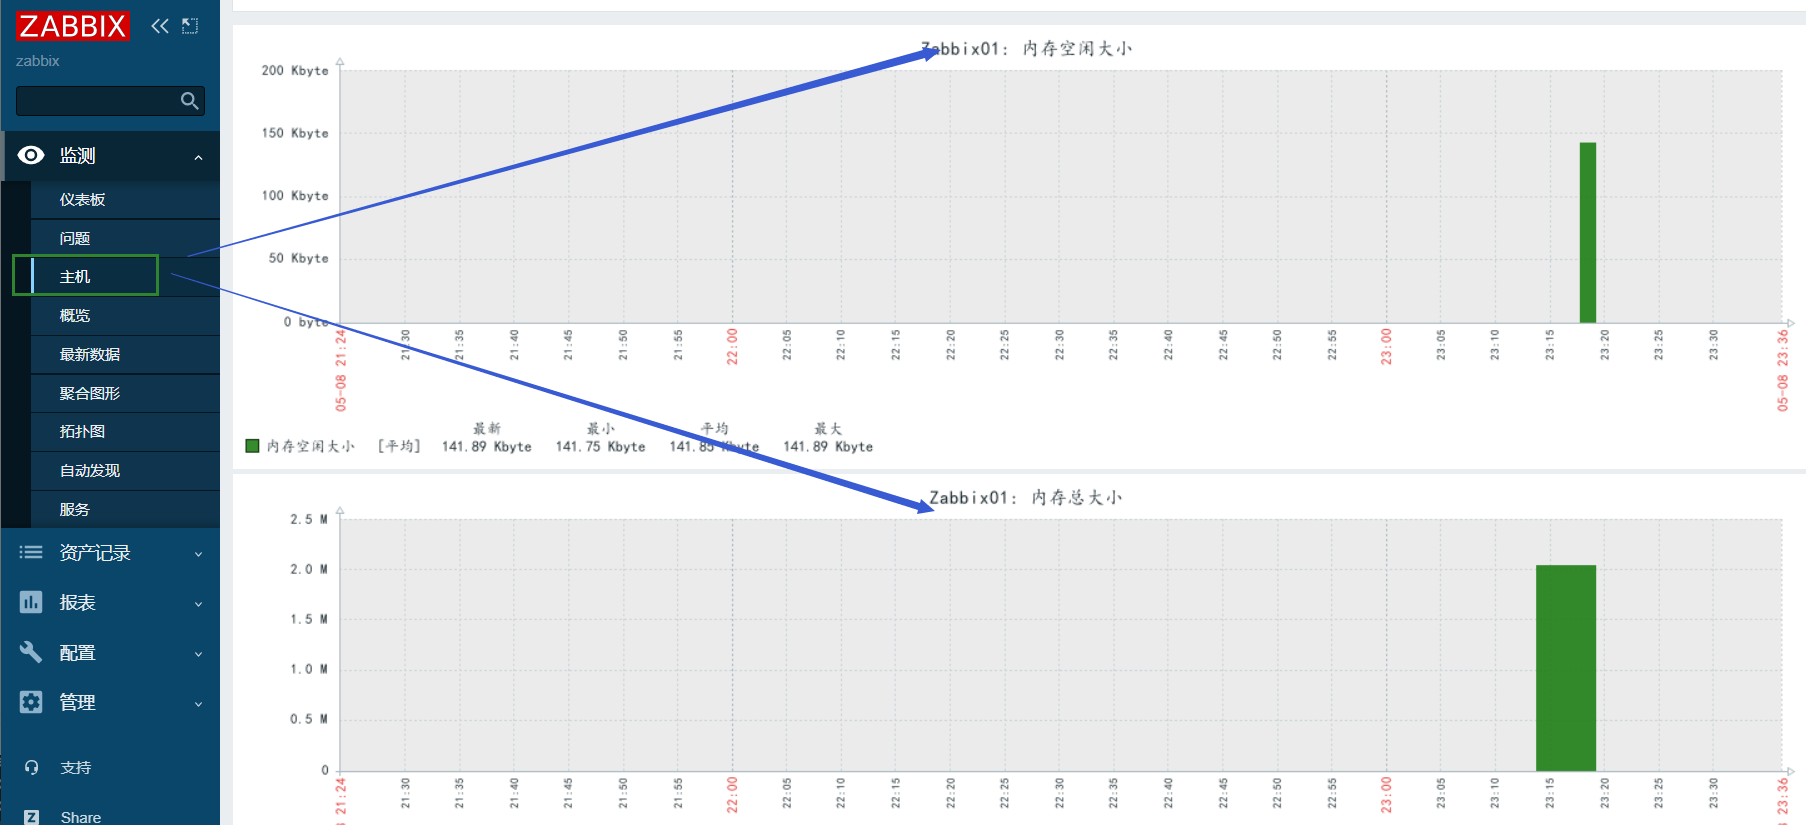 ZABBIX
zabbix
监测
仪表板
问题
主机
概览
最新数据
聚合图形
拓扑图
自动发现
服务
资产记录
报表
配置
管理
支持
Z Share
Zabbix01: 内存空闲大小
200 Kbyte
150 Kbyte
100 Kbyte
50 Kbyte
0 byte
05-08 21:24 21:30 21:35 21:40 21:45 21:50 21:55 22:00 22:05 22:10 22:15 22:20 22:25 22:30 22:35 22:40 22:45 22:50 22:55 23:00 23:05 23:10 23:15 23:20 23:25 23:30 05-08 23:36
最新 最小 平均 最大
内存空闲大小 [平均] 141.89 Kbyte 141.75 Kbyte 141.85 Kbyte 141.89 Kbyte
Zabbix01: 内存总大小
2.5 M
2.0 M
1.5 M
1.0 M
0.5 M
0
21:24 21:30 21:35 21:40 21:45 21:50 21:55 22:00 22:05 22:10 22:15 22:20 22:25 22:30 22:35 22:40 22:45 22:50 22:55 23:00 23:05 23:10 23:15 23:20 23:25 23:30 23:36